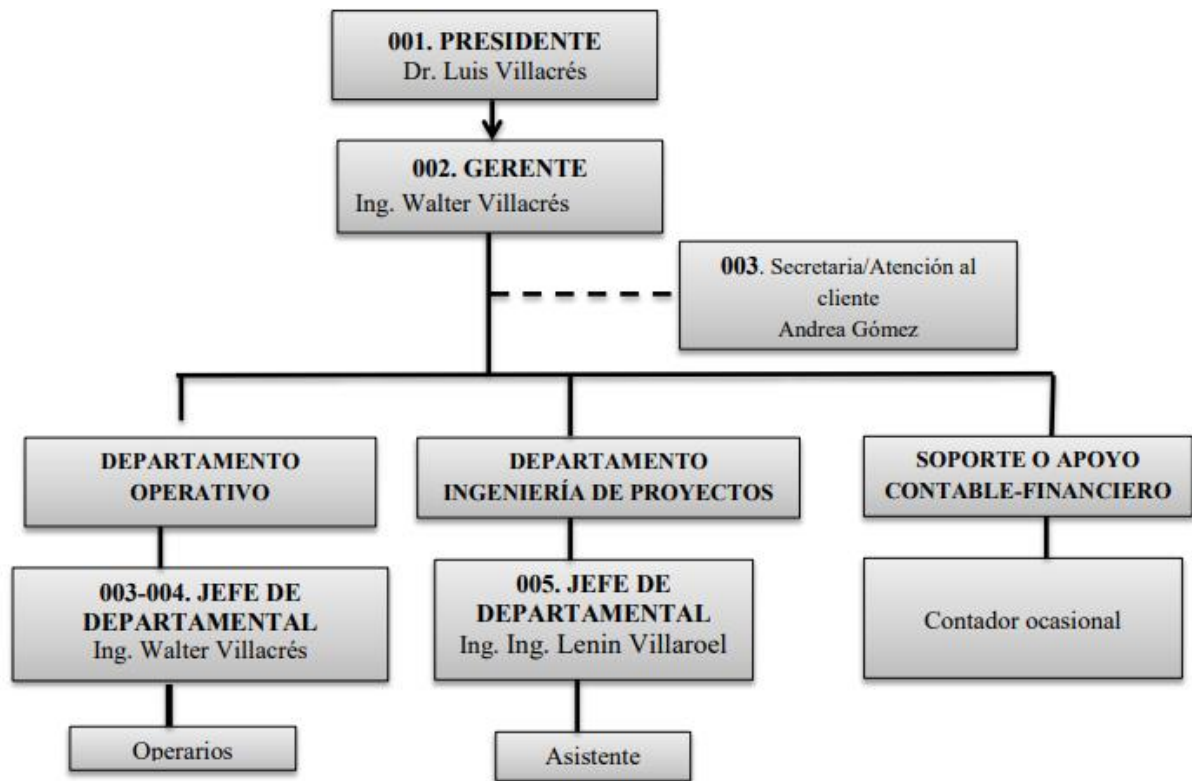 001. PRESIDENTE
Dr. Luis Villacrés
002. GERENTE
Ing. Walter Villacrés
003. Secretaria/Atención al
cliente
Andrea Gómez
DEPARTAMENTO
OPERATIVO
DEPARTAMENTO
INGENIERÍA DE PROYECTOS
SOPORTE O APOYO
CONTABLE-FINANCIERO
003-004. JEFE DE
DEPARTAMENTAL
Ing. Walter Villacrés
005. JEFE DE
DEPARTAMENTAL
Ing. Ing. Lenin Villaroel
Contador ocasional
Operarios
Asistente